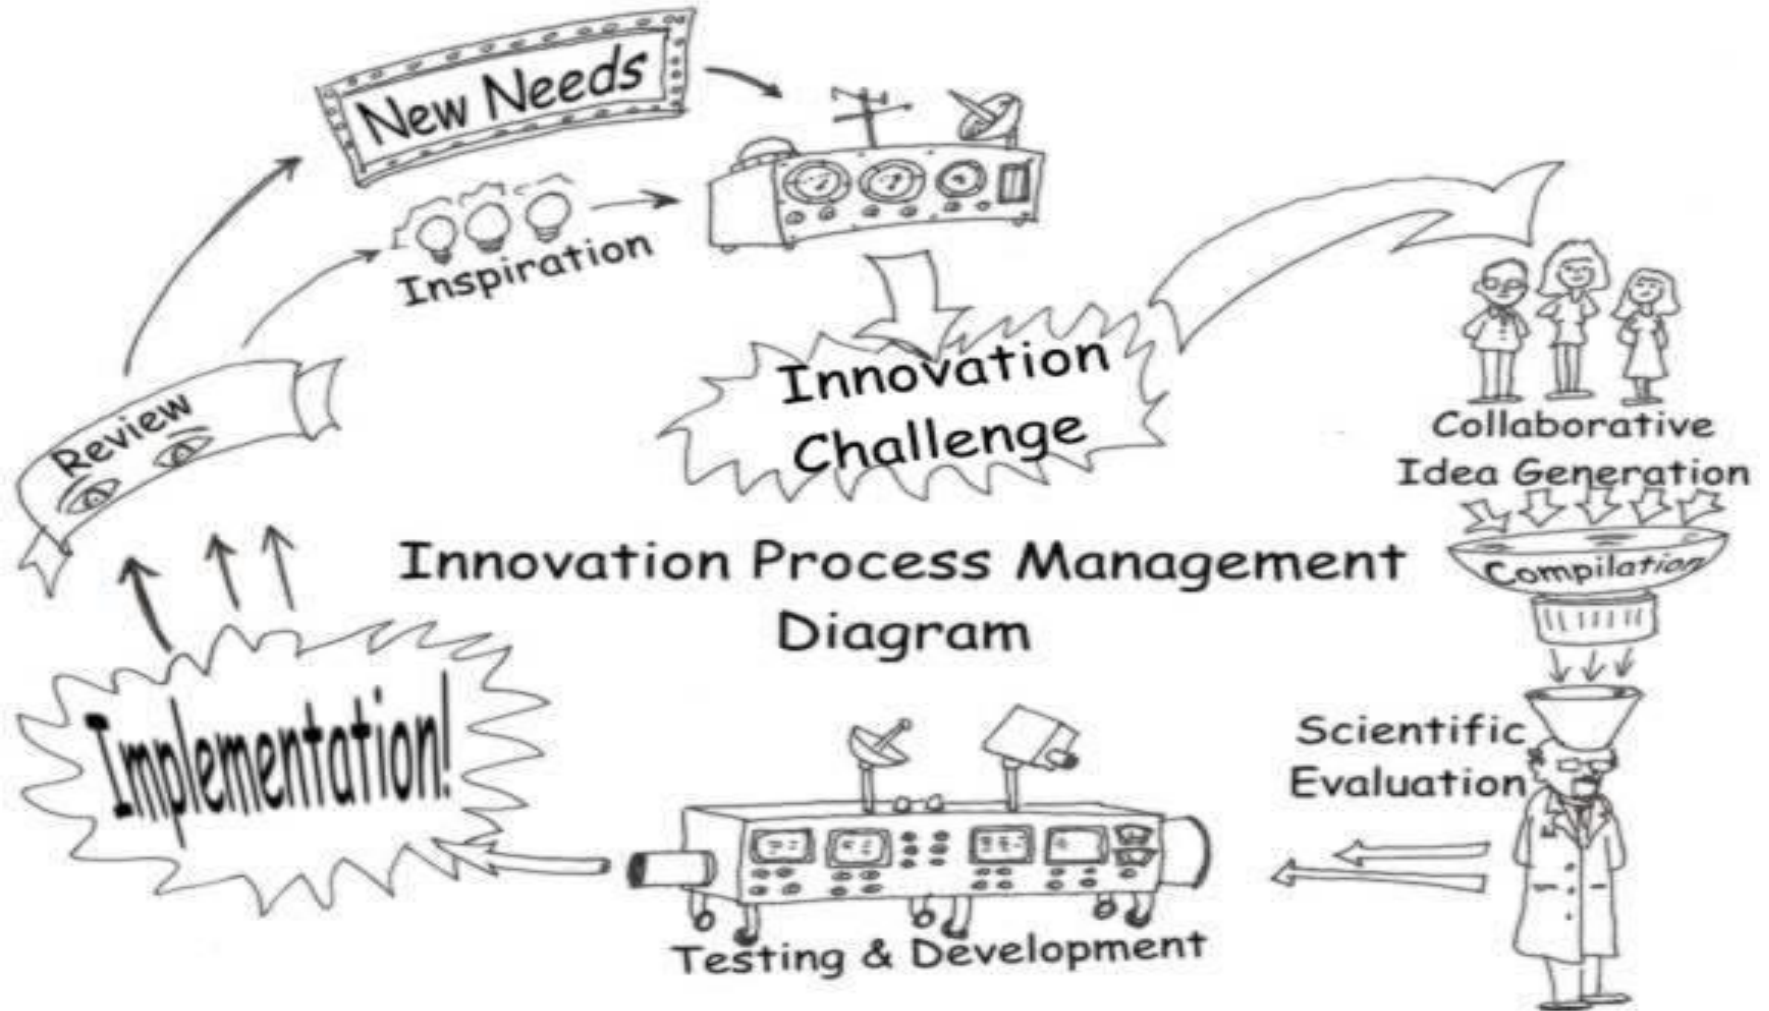 New Needs
Inspiration
Review
Innovation
Challenge
Collaborative
Idea Generation
Compilation
Innovation Process Management
Diagram
Scientific
Evaluation
Testing & Development
Implementation!